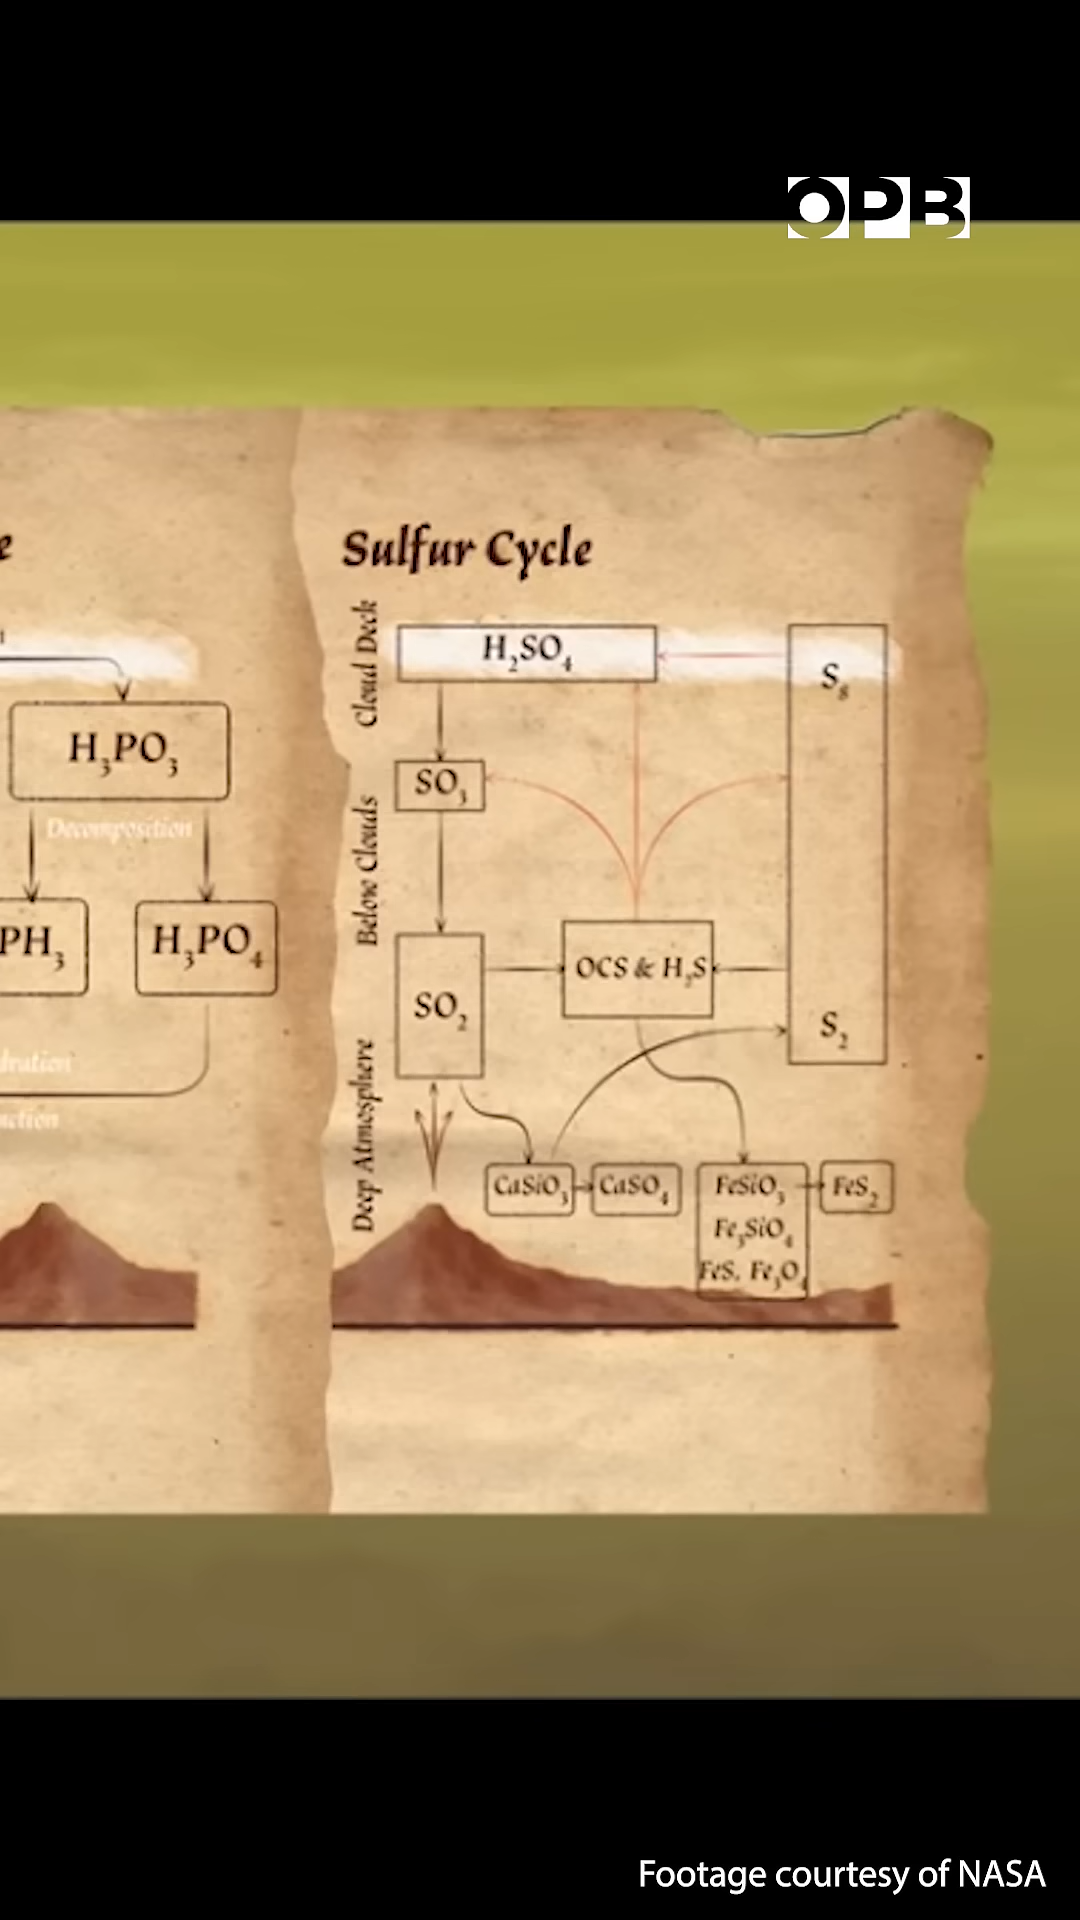 OPB
Sulfur Cycle
Cloud Deck
H₂SO₄
S₈
H₃PO₃
SO₃
Decomposition
Below Clouds
PH₃
H₃PO₄
OCS & H₂S
SO₂
S₂
Deep Atmosphere
CaSiO₃
CaSO₄
FeSiO₃
FeS₂
Fe₃SiO₄
FeS, Fe₃O₄
Footage courtesy of NASA